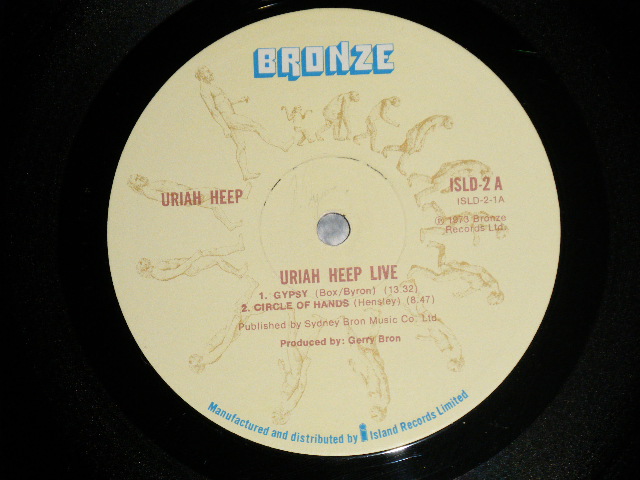 BRONZE
URIAH HEEP
ISLD-2 A
ISLD-2-1A
℗ 1973 Bronze
Records Ltd.
URIAH HEEP LIVE
1. GYPSY (Box/Byron) (13.32)
2. CIRCLE OF HANDS (Hensley) (8.47)
Published by Sydney Bron Music Co. Ltd.
Produced by: Gerry Bron
Manufactured and distributed by Island Records Limited